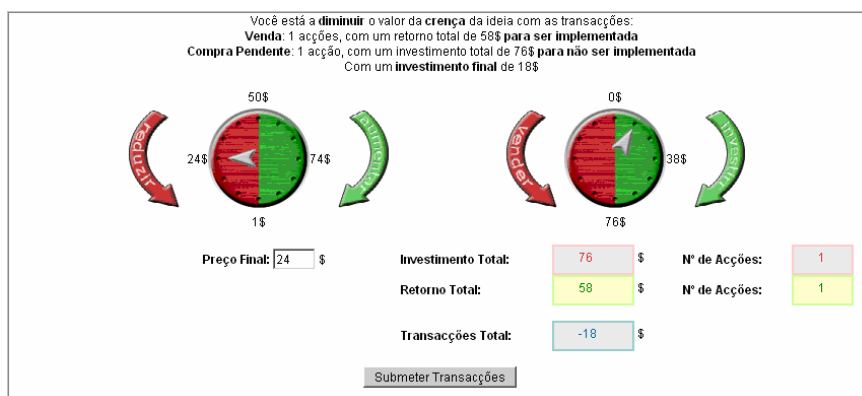 Você está a diminuir o valor da crença da ideia com as transacções:
Venda: 1 acções, com um retorno total de 58$ para ser implementada
Compra Pendente: 1 acção, com um investimento total de 76$ para não ser implementada
Com um investimento final de 18$
50$
0$
reduzir
aumentar
vender
investir
24$
74$
38$
1$
76$
Preço Final: 24 $
Investimento Total: 76 $ Nº de Acções: 1
Retorno Total: 58 $ Nº de Acções: 1
Transacções Total: -18 $
Submeter Transacções